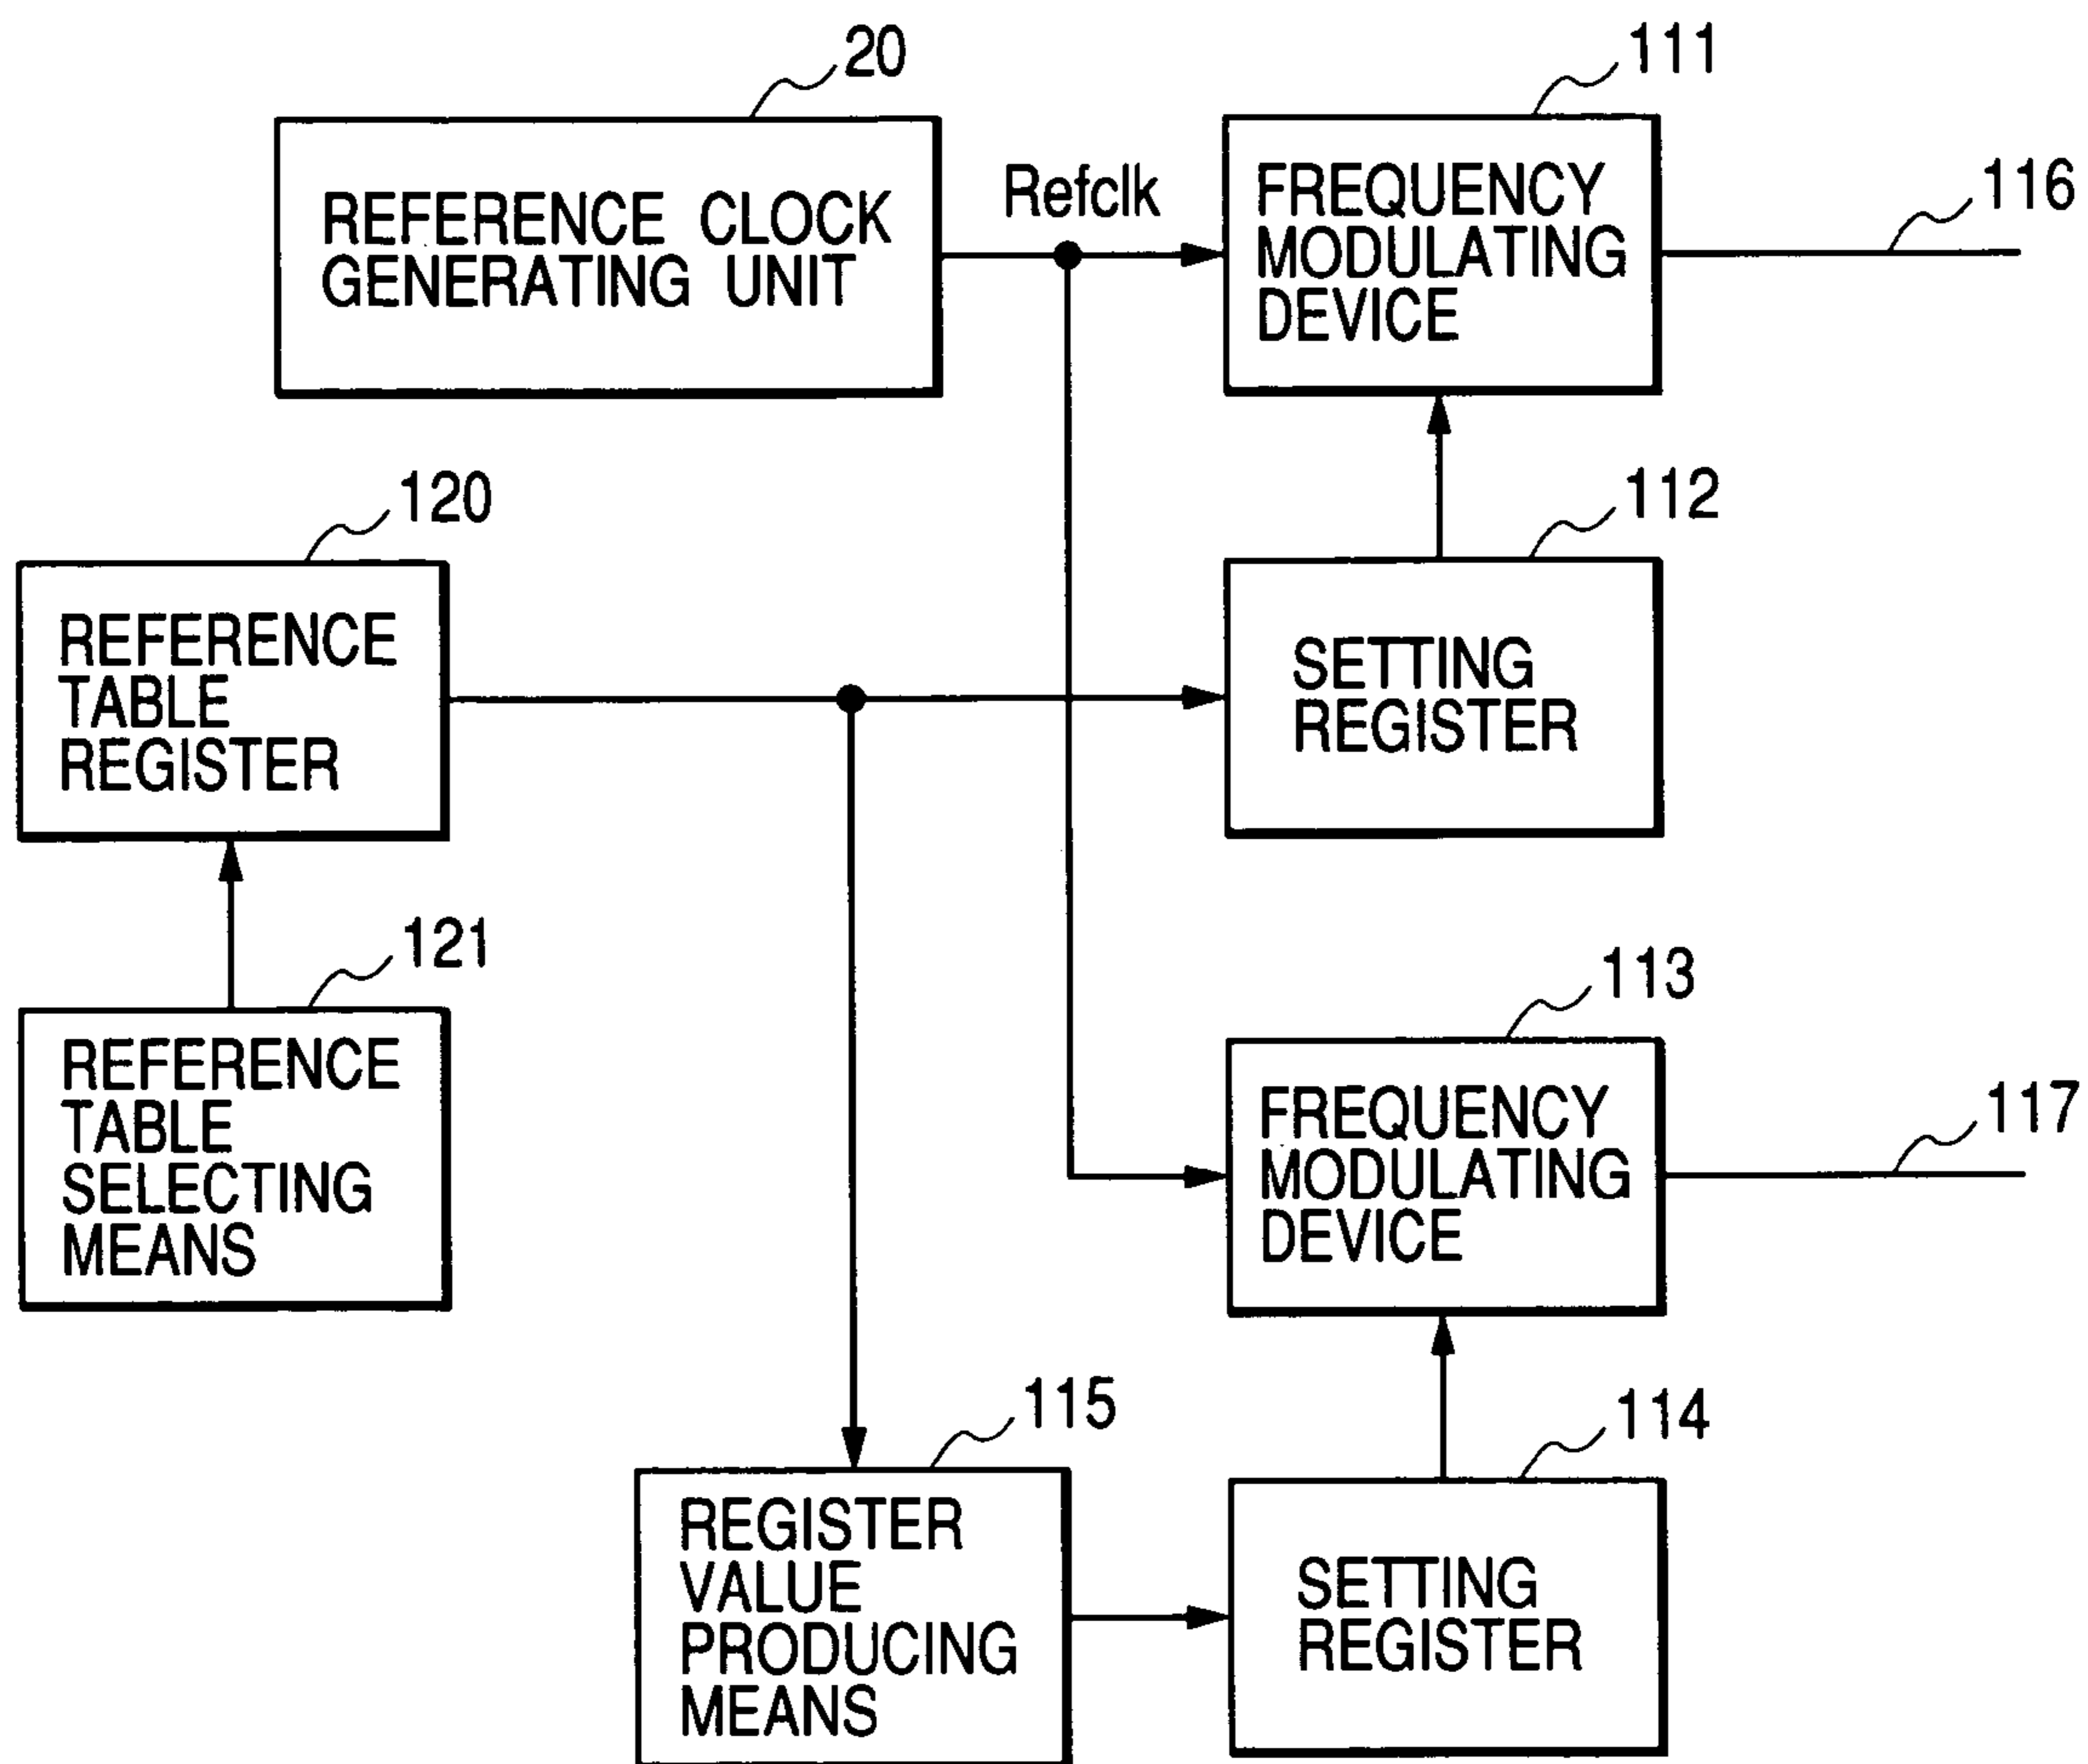 20
111
REFERENCE CLOCK
GENERATING UNIT
Refclk
FREQUENCY
MODULATING
DEVICE
116
120
112
REFERENCE
TABLE
REGISTER
SETTING
REGISTER
121
113
REFERENCE
TABLE
SELECTING
MEANS
FREQUENCY
MODULATING
DEVICE
117
115
114
REGISTER
VALUE
PRODUCING
MEANS
SETTING
REGISTER